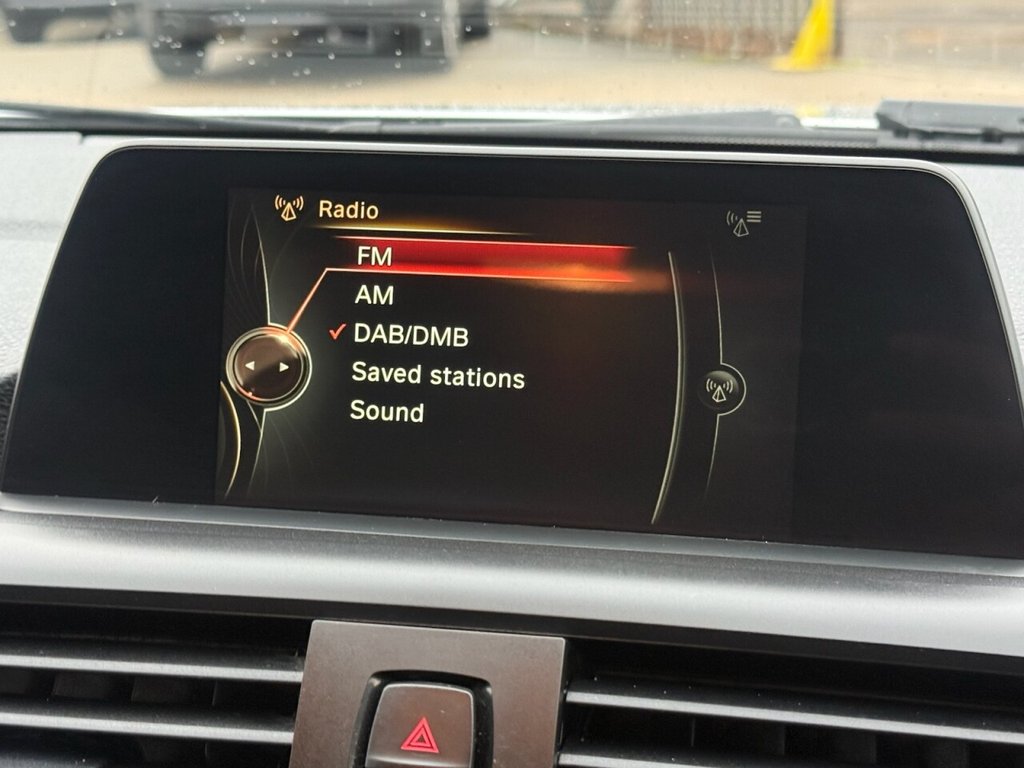 Radio
FM
AM
DAB/DMB
Saved stations
Sound